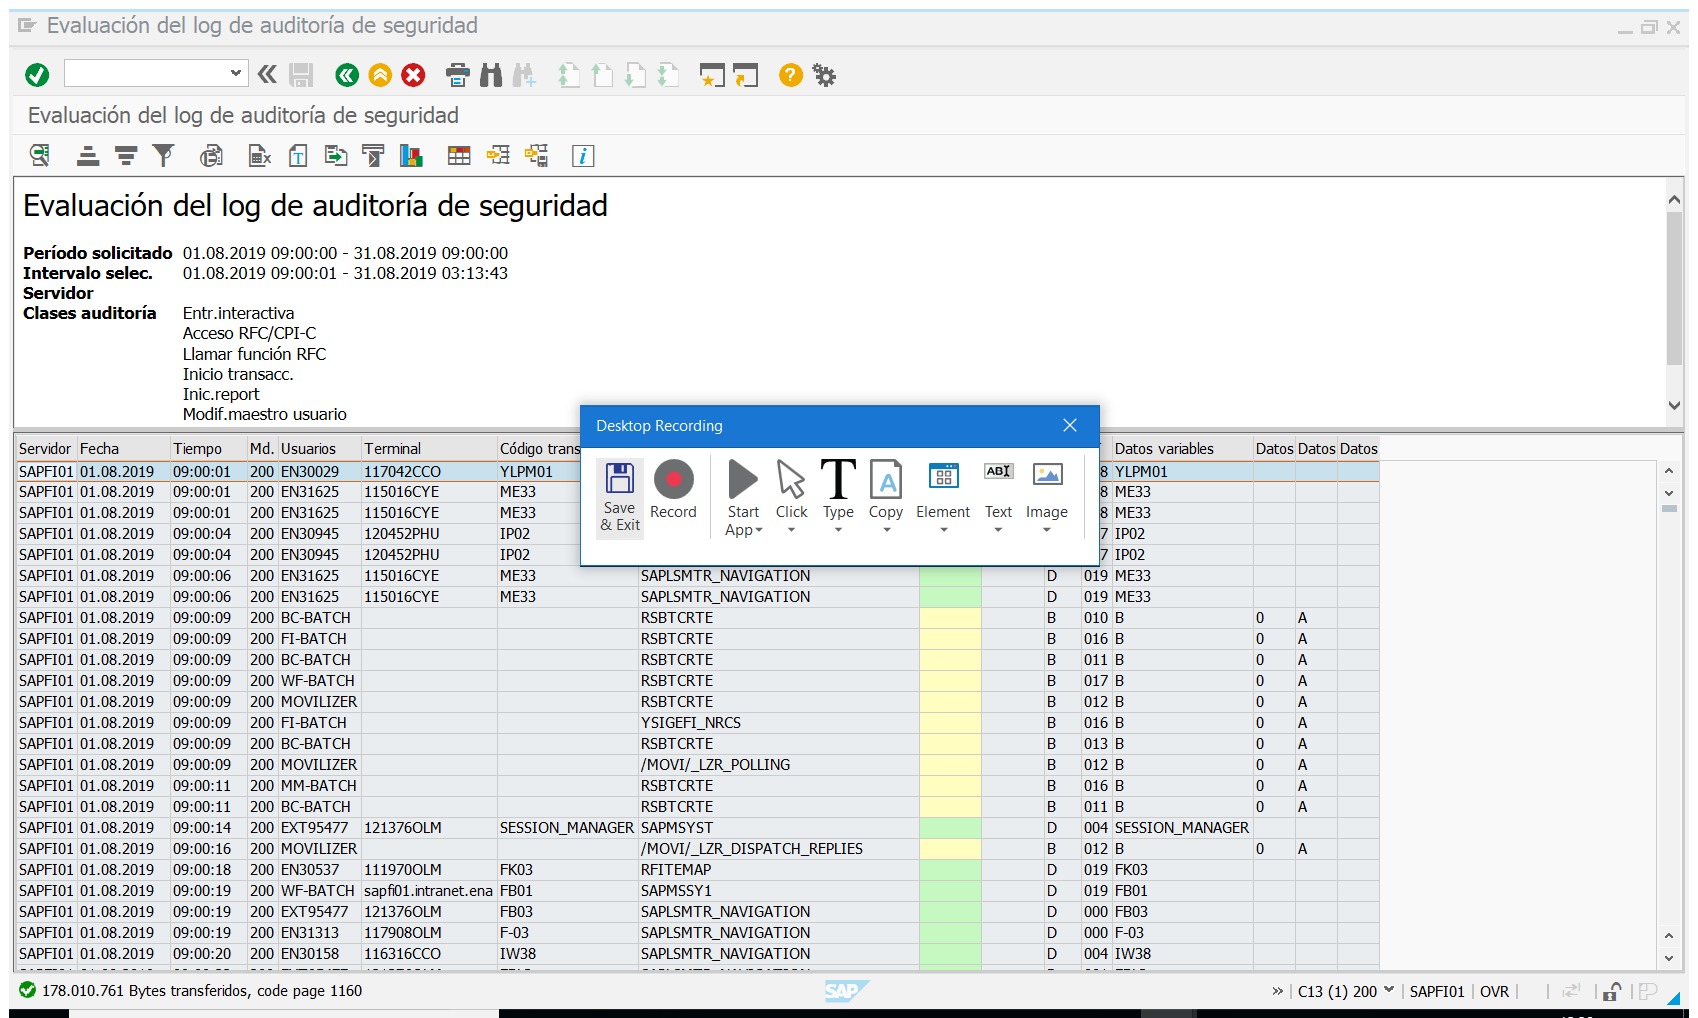 Evaluación del log de auditoría de seguridad
Evaluación del log de auditoría de seguridad
Evaluación del log de auditoría de seguridad
Período solicitado 01.08.2019 09:00:00 - 31.08.2019 09:00:00
Intervalo selec. 01.08.2019 09:00:01 - 31.08.2019 03:13:43
Servidor
Clases auditoría Entr.interactiva
Acceso RFC/CPI-C
Llamar función RFC
Inicio transacc.
Inic.report
Modif.maestro usuario
Desktop Recording
Save & Exit Record Start App Click Type Copy Element Text Image
Servidor Fecha Tiempo Md. Usuarios Terminal Código trans Datos variables Datos Datos Datos
SAPFI01 01.08.2019 09:00:01 200 EN30029 117042CCO YLPM01 8 YLPM01
SAPFI01 01.08.2019 09:00:01 200 EN31625 115016CYE ME33 8 ME33
SAPFI01 01.08.2019 09:00:01 200 EN31625 115016CYE ME33 8 ME33
SAPFI01 01.08.2019 09:00:04 200 EN30945 120452PHU IP02 7 IP02
SAPFI01 01.08.2019 09:00:04 200 EN30945 120452PHU IP02 7 IP02
SAPFI01 01.08.2019 09:00:06 200 EN31625 115016CYE ME33 SAPLSMTR_NAVIGATION D 019 ME33
SAPFI01 01.08.2019 09:00:06 200 EN31625 115016CYE ME33 SAPLSMTR_NAVIGATION D 019 ME33
SAPFI01 01.08.2019 09:00:09 200 BC-BATCH RSBTCRTE B 010 B 0 A
SAPFI01 01.08.2019 09:00:09 200 FI-BATCH RSBTCRTE B 016 B 0 A
SAPFI01 01.08.2019 09:00:09 200 BC-BATCH RSBTCRTE B 011 B 0 A
SAPFI01 01.08.2019 09:00:09 200 WF-BATCH RSBTCRTE B 017 B 0 A
SAPFI01 01.08.2019 09:00:09 200 MOVILIZER RSBTCRTE B 012 B 0 A
SAPFI01 01.08.2019 09:00:09 200 FI-BATCH YSIGEFI_NRCS B 016 B 0 A
SAPFI01 01.08.2019 09:00:09 200 BC-BATCH RSBTCRTE B 013 B 0 A
SAPFI01 01.08.2019 09:00:09 200 MOVILIZER /MOVI/_LZR_POLLING B 012 B 0 A
SAPFI01 01.08.2019 09:00:11 200 MM-BATCH RSBTCRTE B 016 B 0 A
SAPFI01 01.08.2019 09:00:11 200 BC-BATCH RSBTCRTE B 011 B 0 A
SAPFI01 01.08.2019 09:00:14 200 EXT95477 121376OLM SESSION_MANAGER SAPMSYST D 004 SESSION_MANAGER
SAPFI01 01.08.2019 09:00:16 200 MOVILIZER /MOVI/_LZR_DISPATCH_REPLIES B 012 B 0 A
SAPFI01 01.08.2019 09:00:18 200 EN30537 111970OLM FK03 RFITEMAP D 019 FK03
SAPFI01 01.08.2019 09:00:19 200 WF-BATCH sapfi01.intranet.ena FB01 SAPMSSY1 D 019 FB01
SAPFI01 01.08.2019 09:00:19 200 EXT95477 121376OLM FB03 SAPLSMTR_NAVIGATION D 000 FB03
SAPFI01 01.08.2019 09:00:19 200 EN31313 117908OLM F-03 SAPLSMTR_NAVIGATION D 000 F-03
SAPFI01 01.08.2019 09:00:20 200 EN30158 116316CCO IW38 SAPLSMTR_NAVIGATION D 004 IW38
178.010.761 Bytes transferidos, code page 1160 SAP C13 (1) 200 SAPFI01 OVR